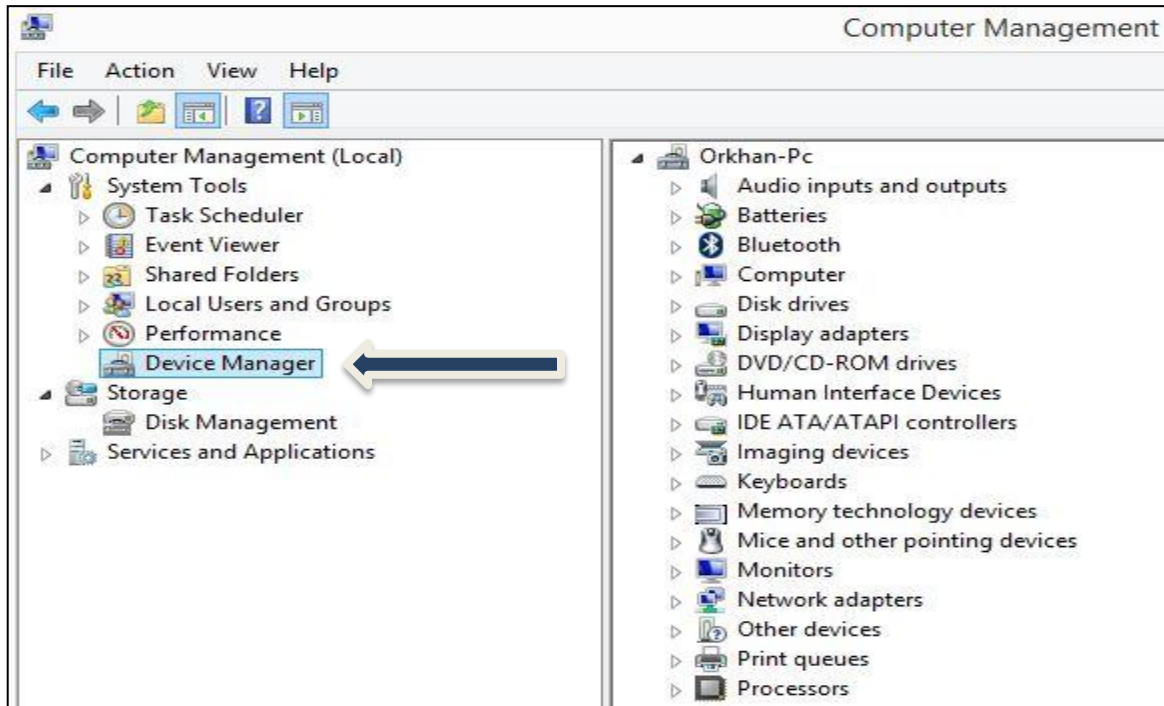 Computer Management
File Action View Help
Computer Management (Local)
System Tools
Task Scheduler
Event Viewer
Shared Folders
Local Users and Groups
Performance
Device Manager
Storage
Disk Management
Services and Applications
Orkhan-Pc
Audio inputs and outputs
Batteries
Bluetooth
Computer
Disk drives
Display adapters
DVD/CD-ROM drives
Human Interface Devices
IDE ATA/ATAPI controllers
Imaging devices
Keyboards
Memory technology devices
Mice and other pointing devices
Monitors
Network adapters
Other devices
Print queues
Processors